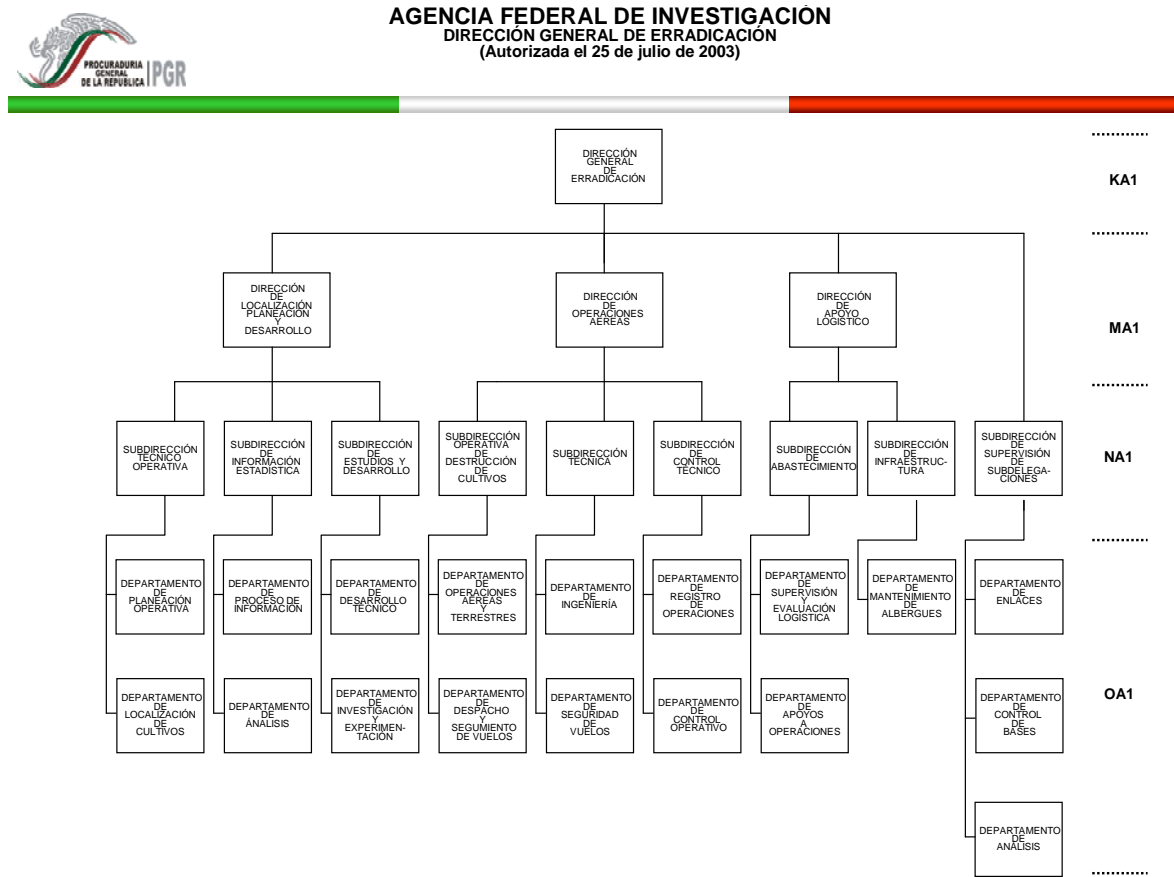 AGENCIA FEDERAL DE INVESTIGACIÓN
DIRECCIÓN GENERAL DE ERRADICACIÓN
(Autorizada el 25 de julio de 2003)
PROCURADURIA
GENERAL
DE LA REPUBLICA
PGR
DIRECCIÓN
GENERAL
DE
ERRADICACIÓN
KA1
DIRECCIÓN
DE
LOCALIZACIÓN
PLANEACIÓN
Y
DESARROLLO
DIRECCIÓN
DE
OPERACIONES
AÉREAS
DIRECCIÓN
DE
APOYO
LOGÍSTICO
MA1
SUBDIRECCIÓN
TÉCNICO
OPERATIVA
SUBDIRECCIÓN
DE
INFORMACIÓN
ESTADÍSTICA
SUBDIRECCIÓN
DE
ESTUDIOS Y
DESARROLLO
SUBDIRECCIÓN
OPERATIVA
DE
DESTRUCCIÓN
DE
CULTIVOS
SUBDIRECCIÓN
TÉCNICA
SUBDIRECCIÓN
DE
CONTROL
TÉCNICO
SUBDIRECCIÓN
DE
ABASTECIMIENTO
SUBDIRECCIÓN
DE
INFRAESTRUC-
TURA
SUBDIRECCIÓN
DE
SUPERVISIÓN
DE
SUBDELEGA-
CIONES
NA1
DEPARTAMENTO
DE
PLANEACIÓN
OPERATIVA
DEPARTAMENTO
DE
PROCESO DE
INFORMACIÓN
DEPARTAMENTO
DE
DESARROLLO
TÉCNICO
DEPARTAMENTO
DE
OPERACIONES
AÉREAS
Y
TERRESTRES
DEPARTAMENTO
DE
INGENIERÍA
DEPARTAMENTO
DE
REGISTRO
DE
OPERACIONES
DEPARTAMENTO
DE
SUPERVISIÓN
Y
EVALUACIÓN
LOGÍSTICA
DEPARTAMENTO
DE
MANTENIMIENTO
DE
ALBERGUES
DEPARTAMENTO
DE
ENLACES
DEPARTAMENTO
DE
LOCALIZACIÓN
DE
CULTIVOS
DEPARTAMENTO
DE
ÁNÁLISIS
DEPARTAMENTO
DE
INVESTIGACIÓN
Y
EXPERIMEN-
TACIÓN
DEPARTAMENTO
DE
DESPACHO
Y
SEGUMIENTO
DE VUELOS
DEPARTAMENTO
DE
SEGURIDAD
DE
VUELOS
DEPARTAMENTO
DE
CONTROL
OPERATIVO
DEPARTAMENTO
DE
APOYOS
A
OPERACIONES
DEPARTAMENTO
DE
CONTROL
DE
BASES
OA1
DEPARTAMENTO
DE
ANÁLISIS